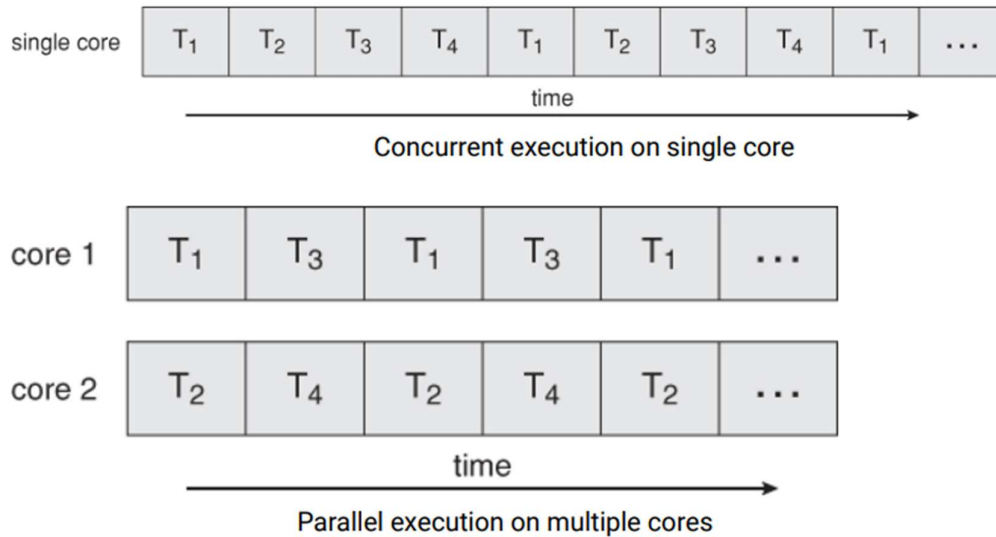 single core T₁ T₂ T₃ T₄ T₁ T₂ T₃ T₄ T₁ ...
time
Concurrent execution on single core
core 1 T₁ T₃ T₁ T₃ T₁ ...
core 2 T₂ T₄ T₂ T₄ T₂ ...
time
Parallel execution on multiple cores